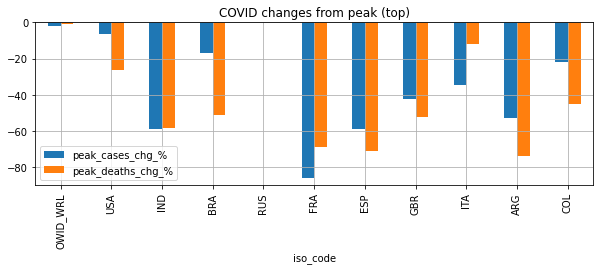 COVID changes from peak (top)
0
−20
−40
−60
−80
peak_cases_chg_%
peak_deaths_chg_%
OWID_WRL
USA
IND
BRA
RUS
FRA
ESP
GBR
ITA
ARG
COL
iso_code